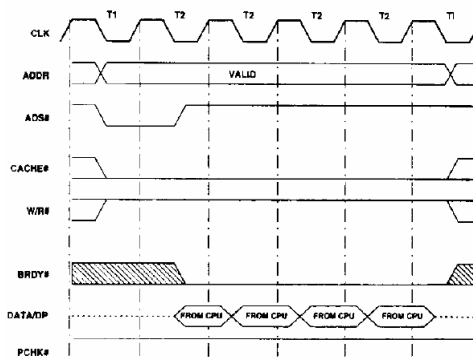 T1 T2 T2 T2 T2 TI
CLK
ADDR VALID
ADS#
CACHE#
W/R#
BRDY#
DATA/DP FROM CPU FROM CPU FROM CPU FROM CPU
PCHK#